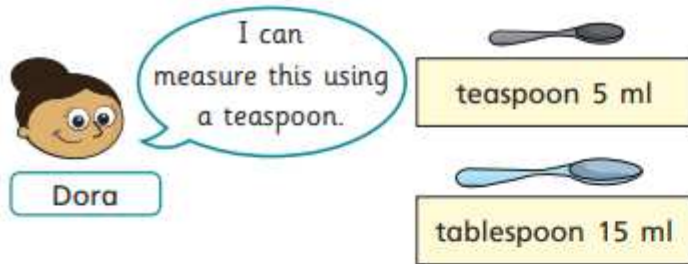 I can
measure this using
a teaspoon.
Dora
teaspoon 5 ml
tablespoon 15 ml